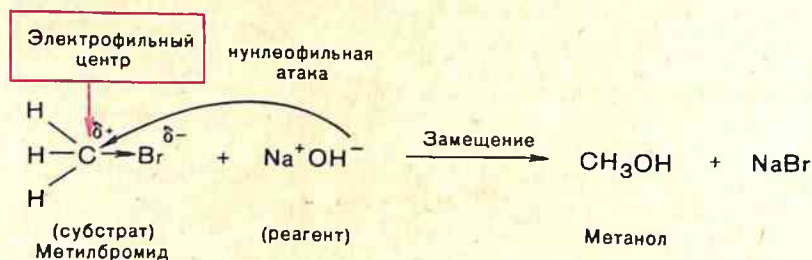 Электрофильный
центр
нуклеофильная
атака
H
H C δ+ Br δ− + Na⁺OH⁻ Замещение CH₃OH + NaBr
H
(субстрат) (реагент) Метанол
Метилбромид